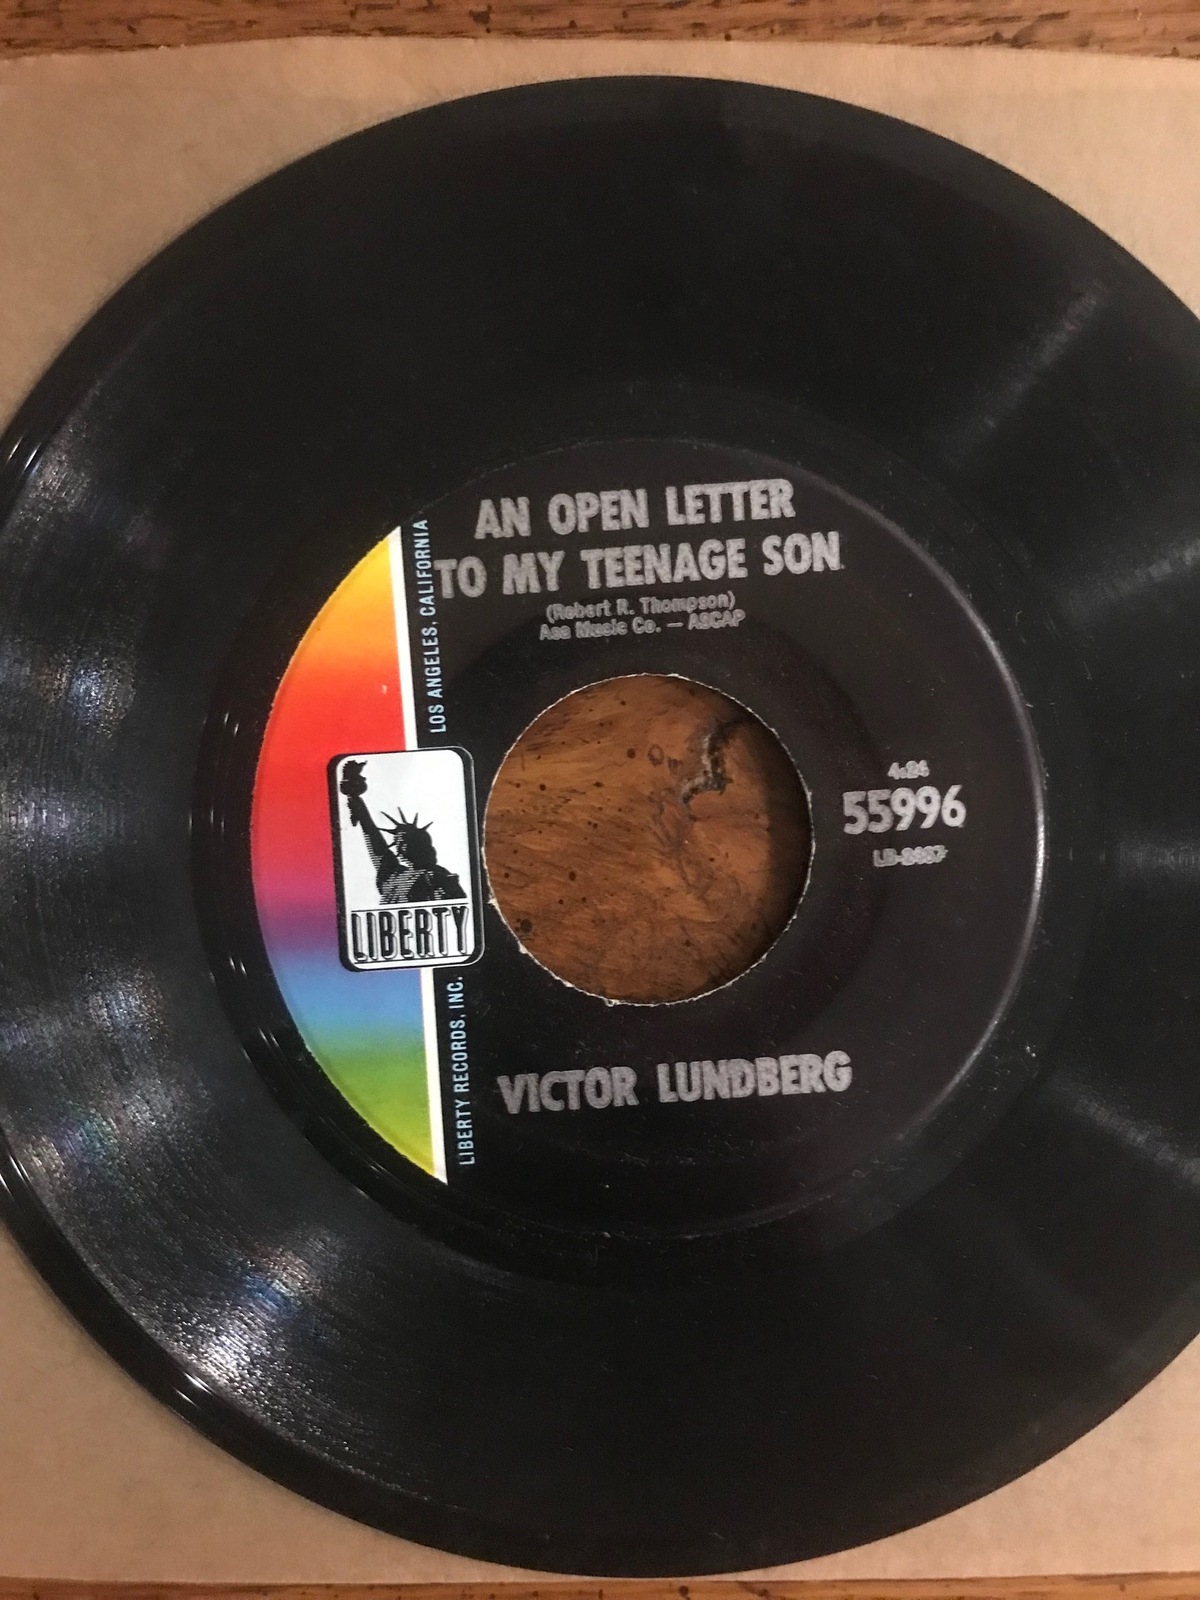 AN OPEN LETTER
TO MY TEENAGE SON
(Robert R. Thompson)
Asa Music Co. — ASCAP
LOS ANGELES, CALIFORNIA
LIBERTY
LIBERTY RECORDS, INC.
4:24
55996
VICTOR LUNDBERG